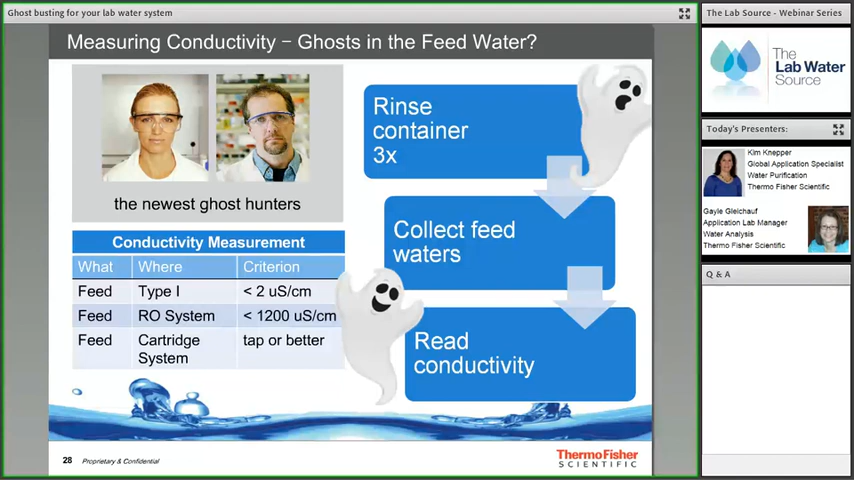 Ghost busting for your lab water system
Measuring Conductivity – Ghosts in the Feed Water?
the newest ghost hunters
Conductivity Measurement
What Where Criterion
Feed Type I < 2 uS/cm
Feed RO System < 1200 uS/cm
Feed Cartridge tap or better
System
Rinse
container
3x
Collect feed
waters
Read
conductivity
28 Proprietary & Confidential
ThermoFisher
SCIENTIFIC
The Lab Source - Webinar Series
The
Lab Water
Source
Today's Presenters:
Kim Knepper
Global Application Specialist
Water Purification
Thermo Fisher Scientific
Gayle Gleichauf
Application Lab Manager
Water Analysis
Thermo Fisher Scientific
Q & A